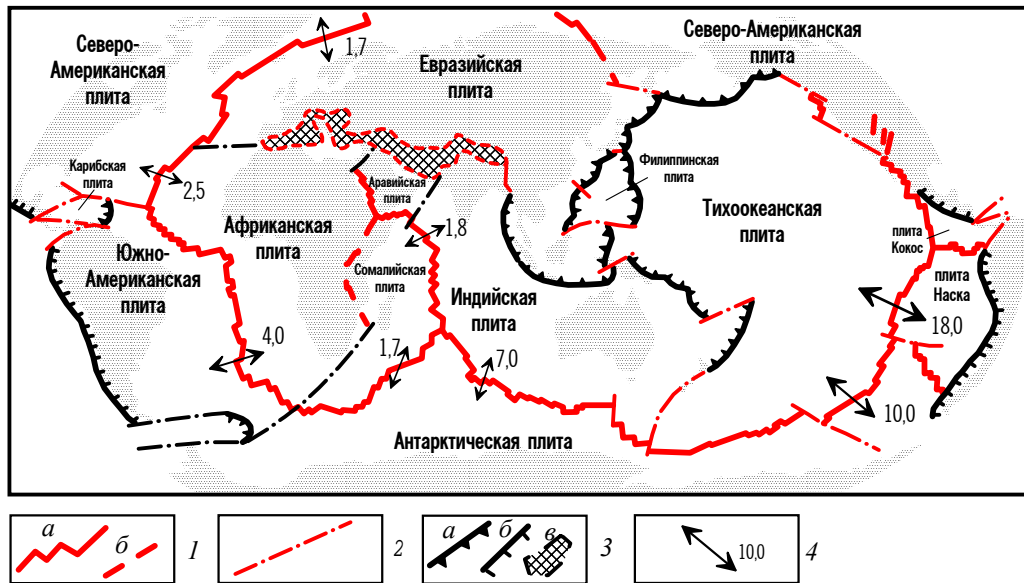 Северо-
Американская
плита
1,7
Евразийская
плита
Северо-Американская
плита
Карибская
плита
2,5
Аравийская
плита
Филиппинская
плита
Африканская
плита
1,8
Тихоокеанская
плита
плита
Кокос
Южно-
Американская
плита
Сомалийская
плита
Индийская
плита
плита
Наска
18,0
4,0
1,7
7,0
10,0
Антарктическая плита
а
б
1
2
а
б
в
3
10,0
4